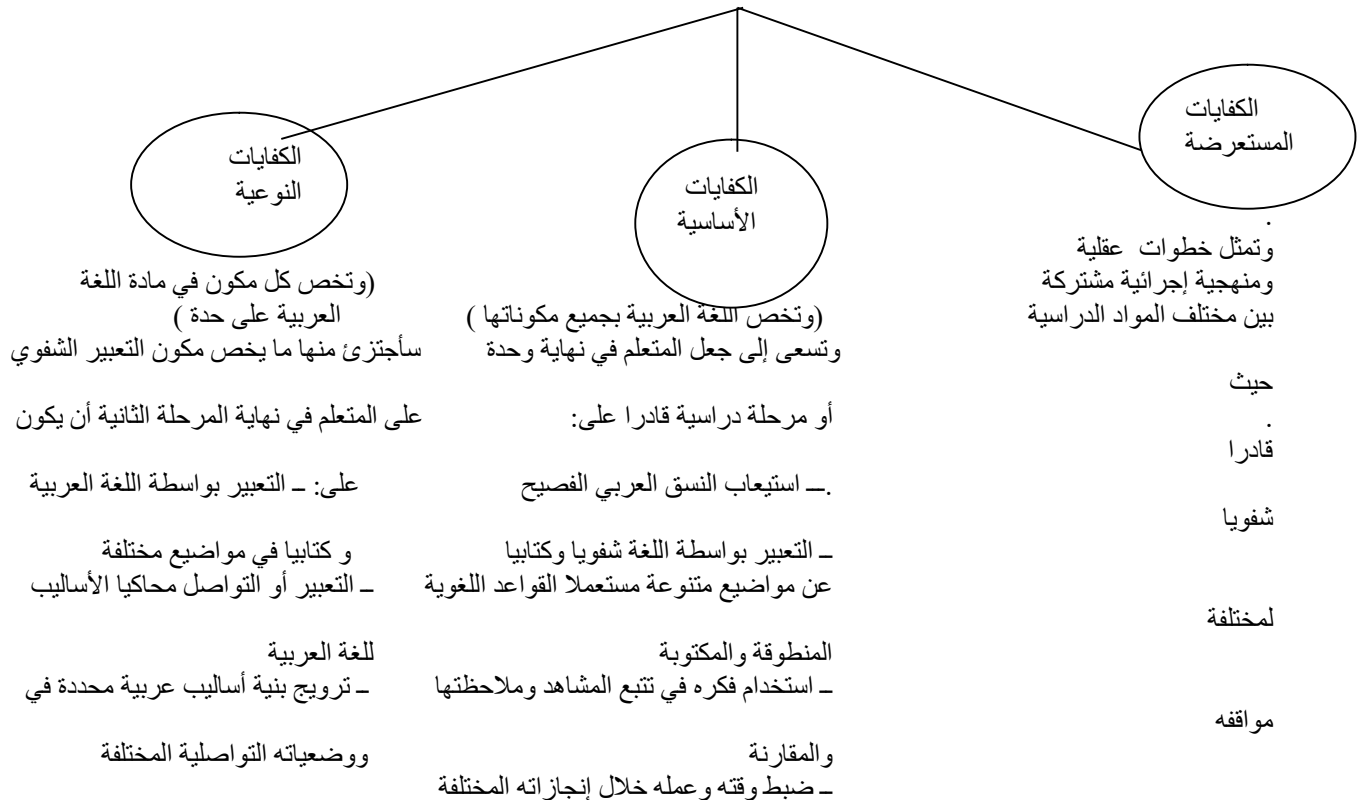 الكفايات
المستعرضة
.
وتمثل خطوات عقلية
ومنهجية إجرائية مشتركة
بين مختلف المواد الدراسية
حيث
.
قادرا
شفويا
لمختلفة
مواقفه
الكفايات
الأساسية
(وتخص اللغة العربية بجميع مكوناتها )
وتسعى إلى جعل المتعلم في نهاية وحدة
أو مرحلة دراسية قادرا على:
.ــ استيعاب النسق العربي الفصيح
ــ التعبير بواسطة اللغة شفويا وكتابيا
عن مواضيع متنوعة مستعملا القواعد اللغوية
المنطوقة والمكتوبة
ــ استخدام فكره في تتبع المشاهد وملاحظتها
والمقارنة
ــ ضبط وقته وعمله خلال إنجازاته المختلفة
الكفايات
النوعية
(وتخص كل مكون في مادة اللغة
العربية على حدة )
سأجتزئ منها ما يخص مكون التعبير الشفوي
على المتعلم في نهاية المرحلة الثانية أن يكون
على: ــ التعبير بواسطة اللغة العربية
و كتابيا في مواضيع مختلفة
ــ التعبير أو التواصل محاكيا الأساليب
للغة العربية
ــ ترويج بنية أساليب عربية محددة في
ووضعياته التواصلية المختلفة